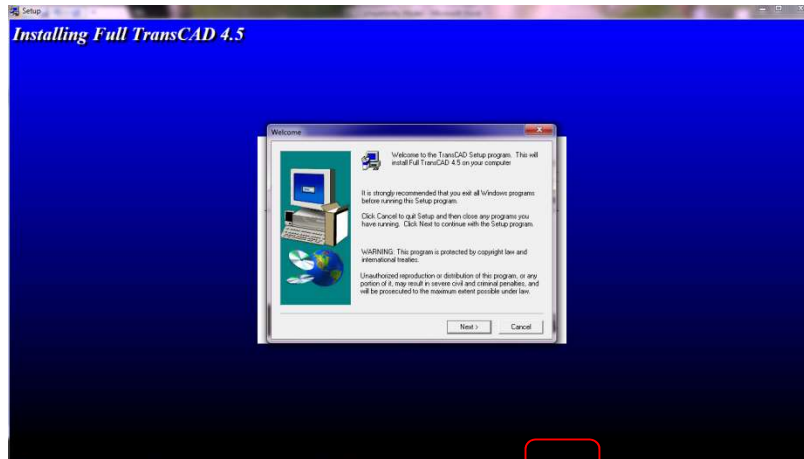 Setup
Installing Full TransCAD 4.5
Welcome
Welcome to the TransCAD Setup program. This will
install Full TransCAD 4.5 on your computer
It is strongly recommended that you exit all Windows programs
before running this Setup program.
Click Cancel to quit Setup and then close any programs you
have running. Click Next to continue with the Setup program.
WARNING: This program is protected by copyright law and
international treaties.
Unauthorized reproduction or distribution of this program, or any
portion of it, may result in severe civil and criminal penalties, and
will be prosecuted to the maximum extent possible under law.
Next >
Cancel